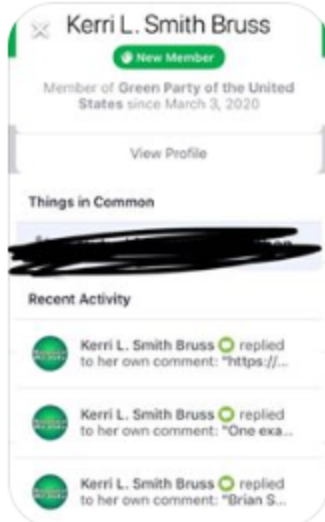 Kerri L. Smith Bruss
New Member
Member of Green Party of the United
States since March 3, 2020
View Profile
Things in Common
Recent Activity
Kerri L. Smith Bruss replied
to her own comment: "https://...
Kerri L. Smith Bruss replied
to her own comment: "One exa...
Kerri L. Smith Bruss replied
to her own comment: "Brian S...